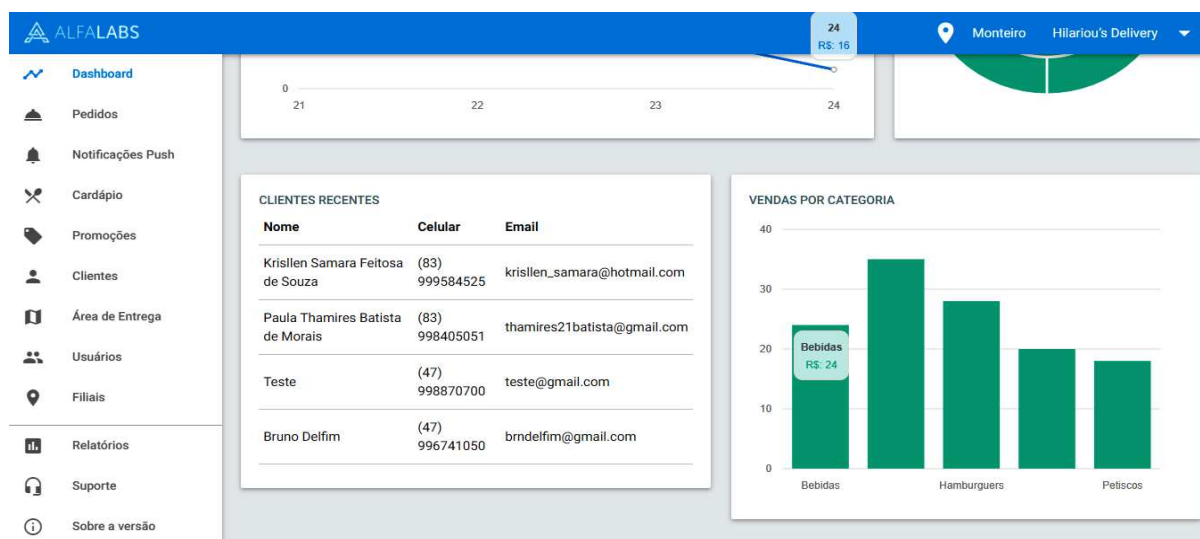 ALFALABS
24
R$: 16
Monteiro
Hilariou's Delivery
Dashboard
Pedidos
Notificações Push
Cardápio
Promoções
Clientes
Área de Entrega
Usuários
Filiais
Relatórios
Suporte
Sobre a versão
0
21 22 23 24
CLIENTES RECENTES
Nome Celular Email
Krisllen Samara Feitosa
de Souza
(83)
999584525
krisllen_samara@hotmail.com
Paula Thamires Batista
de Morais
(83)
998405051
thamires21batista@gmail.com
Teste
(47)
998870700
teste@gmail.com
Bruno Delfim
(47)
996741050
brndelfim@gmail.com
VENDAS POR CATEGORIA
40
30
20
10
0
Bebidas
R$: 24
Bebidas Hamburguers Petiscos